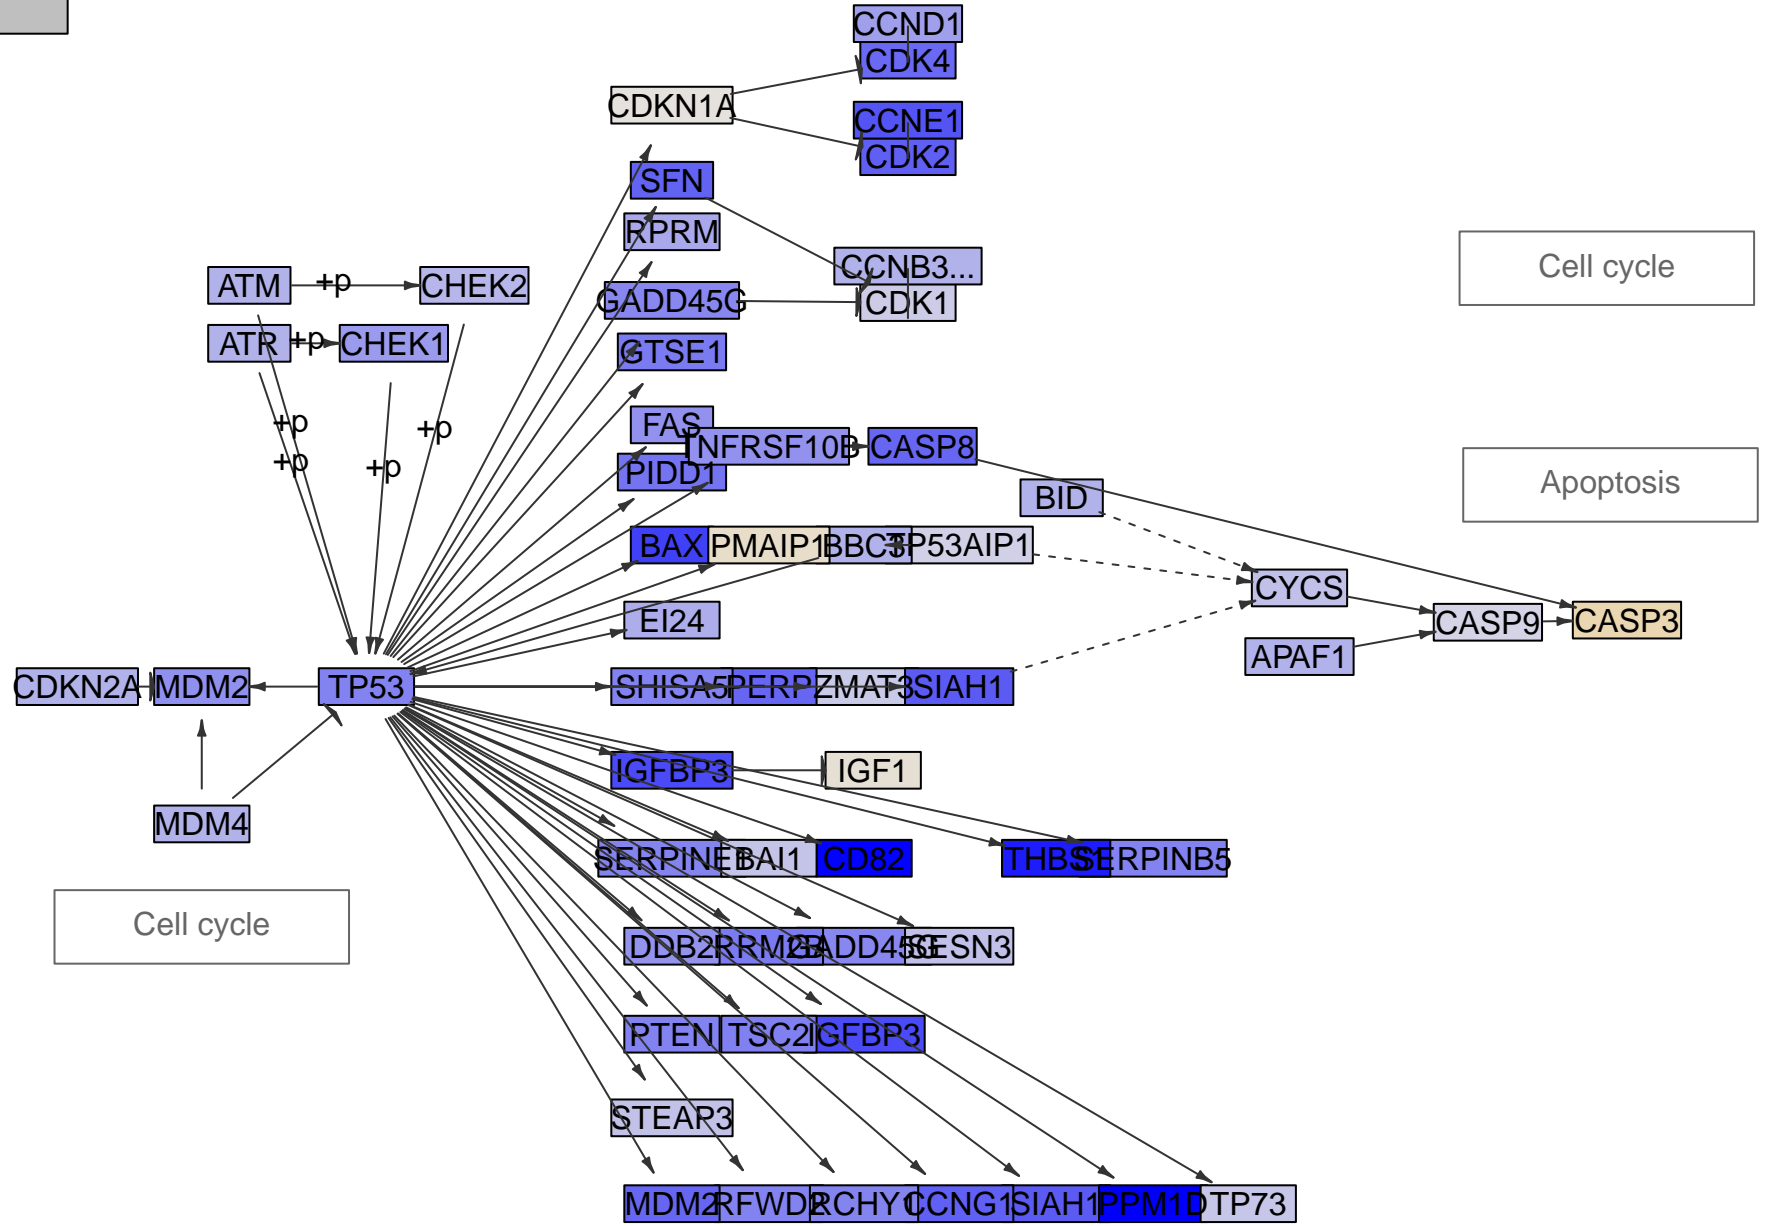 CCND1
CDK4
CDKN1A
CCNE1
CDK2
SFN
RPRM
CCNB3...
Cell cycle
ATM +p CHEK2
GADD45G CDK1
ATR +p CHEK1
GTSE1
FAS
+p +p
TNFRSF10B CASP8
+p +p
PIDD1
Apoptosis
BID
BAX PMAIP1 BBC3 TP53AIP1
CYCS
EI24 CASP9 CASP3
APAF1
CDKN2A MDM2 TP53 SHISA5 PERP ZMAT3 SIAH1
IGFBP3 IGF1
MDM4
SERPINE1 BAI1 CD82 THBS1 SERPINB5
Cell cycle
DDB2 RRM2B GADD45G SESN3
PTEN TSC2 IGFBP3
STEAP3
MDM2 RFWD2 RCHY1 CCNG1 SIAH1 PPM1D TP73